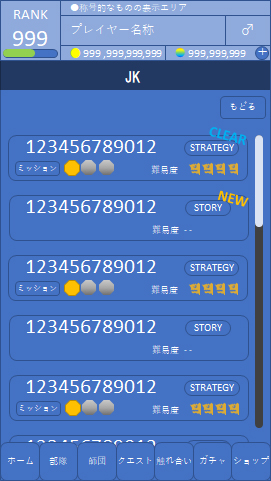 RANK
999
●称号的なものの表示エリア
プレイヤー名称
♂
999,999,999,999
999,999,999
+
JK
もどる
CLEAR
123456789012
STRATEGY
ミッション
難易度
NEW
123456789012
STORY
難易度 --
123456789012
STRATEGY
ミッション
難易度
123456789012
STORY
難易度 --
123456789012
STRATEGY
ミッション
難易度
ホーム 部隊 師団 クエスト 触れ合い ガチャ ショップ